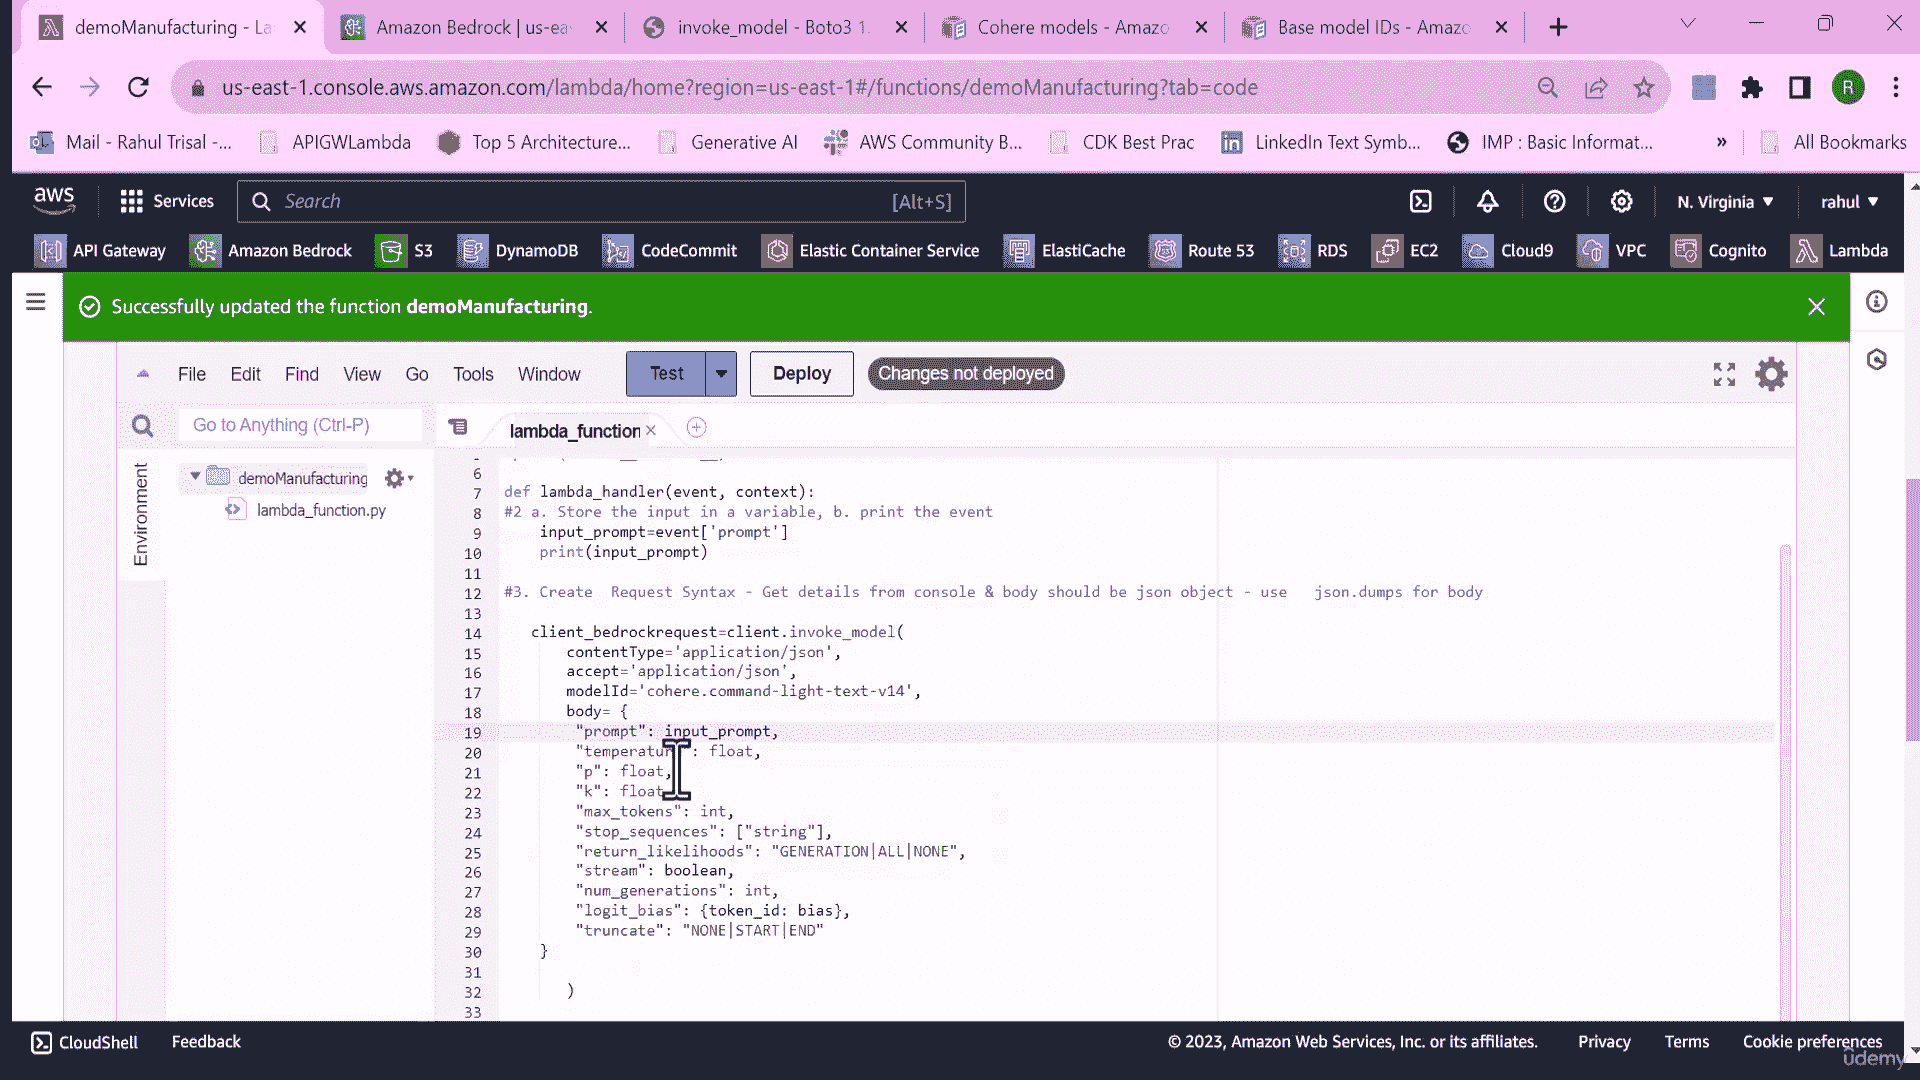 demoManufacturing - La
Amazon Bedrock | us-ea
invoke_model - Boto3 1.
Cohere models - Amazo
Base model IDs - Amazo
us-east-1.console.aws.amazon.com/lambda/home?region=us-east-1#/functions/demoManufacturing?tab=code
R
Mail - Rahul Trisal -...
APIGWLambda
Top 5 Architecture...
Generative AI
AWS Community B...
CDK Best Prac
LinkedIn Text Symb...
IMP : Basic Informat...
»
All Bookmarks
aws
Services
Search
[Alt+S]
N. Virginia
rahul
API Gateway
Amazon Bedrock
S3
DynamoDB
CodeCommit
Elastic Container Service
ElastiCache
Route 53
RDS
EC2
Cloud9
VPC
Cognito
Lambda
Successfully updated the function demoManufacturing.
File
Edit
Find
View
Go
Tools
Window
Test
Deploy
Changes not deployed
Go to Anything (Ctrl-P)
lambda_function
Environment
demoManufacturing
lambda_function.py
6
7 def lambda_handler(event, context):
8 #2 a. Store the input in a variable, b. print the event
9 input_prompt=event['prompt']
10 print(input_prompt)
11
12 #3. Create Request Syntax - Get details from console & body should be json object - use json.dumps for body
13
14 client_bedrockrequest=client.invoke_model(
15 contentType='application/json',
16 accept='application/json',
17 modelId='cohere.command-light-text-v14',
18 body= {
19 "prompt": input_prompt,
20 "temperatur": float,
21 "p": float,
22 "k": float
23 "max_tokens": int,
24 "stop_sequences": ["string"],
25 "return_likelihoods": "GENERATION|ALL|NONE",
26 "stream": boolean,
27 "num_generations": int,
28 "logit_bias": {token_id: bias},
29 "truncate": "NONE|START|END"
30 }
31
32 )
33
CloudShell
Feedback
© 2023, Amazon Web Services, Inc. or its affiliates.
Privacy
Terms
Cookie preferences
udemy